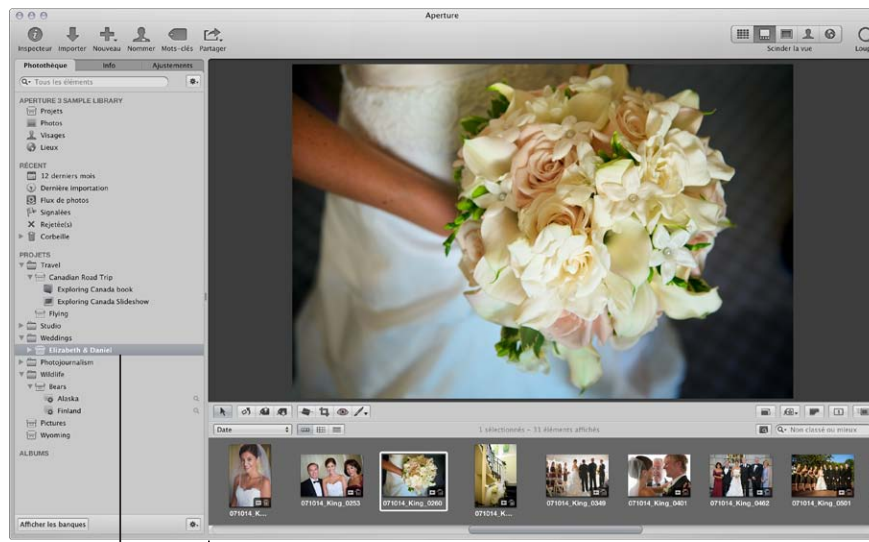 Aperture
Inspecteur Importer Nouveau Nommer Mots-clés Partager
Scinder la vue
Photothèque Info Ajustements
Tous les éléments
APERTURE 3 SAMPLE LIBRARY
Projets
Photos
Visages
Lieux
RÉCENT
12 derniers mois
Dernière importation
Flux de photos
Signalées
Rejetée(s)
Corbeille
PROJETS
Travel
Canadian Road Trip
Exploring Canada book
Exploring Canada Slideshow
Flying
Studio
Weddings
Elizabeth & Daniel
Photojournalism
Wildlife
Bears
Alaska
Finland
Pictures
Wyoming
ALBUMS
Afficher les banques
Date
1 sélectionnés - 31 éléments affichés
Non classé ou mieux
071014_K...
071014_King_0253
071014_King_0260
071014_K...
071014_King_0349
071014_King_0401
071014_King_0462
071014_King_0501